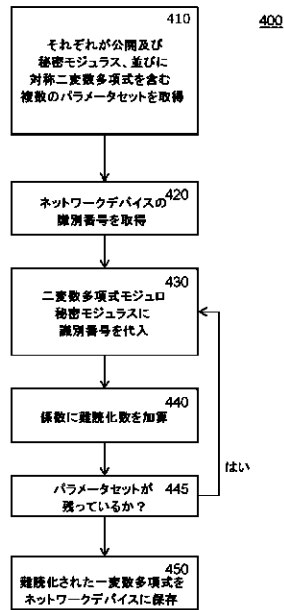 400
410
それぞれが公開及び
秘密モジュラス、並びに
対称二変数多項式を含む
複数のパラメータセットを取得
420
ネットワークデバイスの
識別番号を取得
430
二変数多項式モジュロ
秘密モジュラスに
識別番号を代入
440
係数に難読化数を加算
445
パラメータセットが
残っているか?
はい
450
難読化された一変数多項式を
ネットワークデバイスに保存